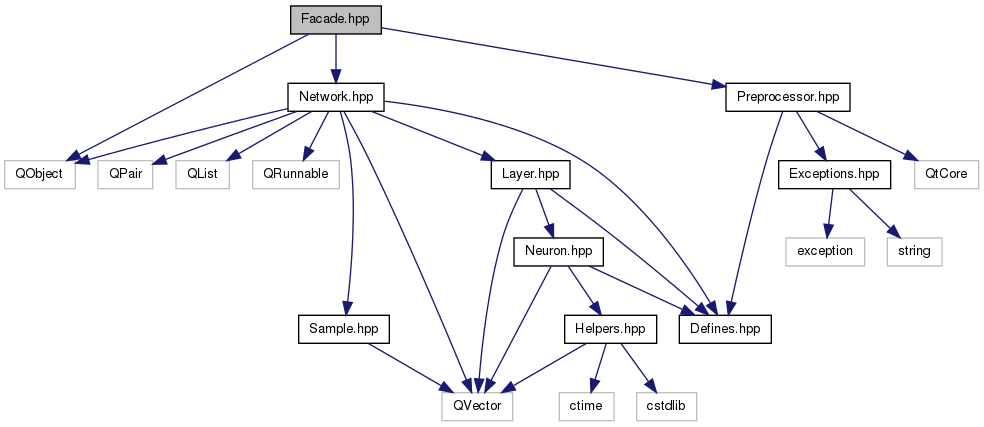 Facade.hpp
Network.hpp
Preprocessor.hpp
QObject
QPair
QList
QRunnable
Layer.hpp
Exceptions.hpp
QtCore
Neuron.hpp
exception
string
Sample.hpp
Helpers.hpp
Defines.hpp
QVector
ctime
cstdlib